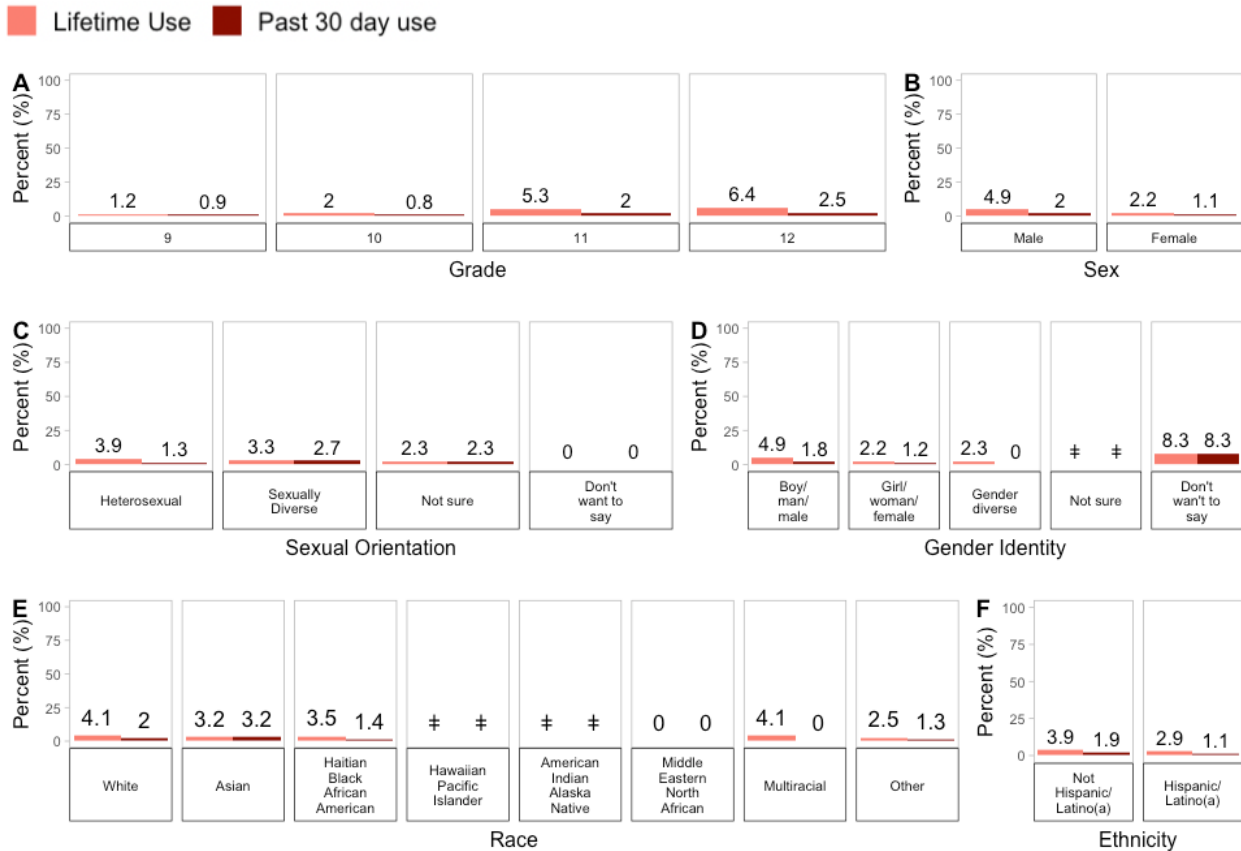 Lifetime Use Past 30 day use
A
Percent (%)
100
75
50
25
0
1.2 0.9 2 0.8 5.3 2 6.4 2.5
9 10 11 12
Grade
B
Percent (%)
100
75
50
25
0
4.9 2 2.2 1.1
Male Female
Sex
C
Percent (%)
100
75
50
25
0
3.9 1.3 3.3 2.7 2.3 2.3 0 0
Heterosexual
Sexually
Diverse
Not sure
Don't
want to
say
Sexual Orientation
D
Percent (%)
100
75
50
25
0
4.9 1.8 2.2 1.2 2.3 0 ǂ ǂ 8.3 8.3
Boy/
man/
male
Girl/
woman/
female
Gender
diverse
Not sure
Don't
wan't to
say
Gender Identity
E
Percent (%)
100
75
50
25
0
4.1 2 3.2 3.2 3.5 1.4 ǂ ǂ ǂ ǂ 0 0 4.1 0 2.5 1.3
White
Asian
Haitian
Black
African
American
Hawaiian
Pacific
Islander
American
Indian
Alaska
Native
Middle
Eastern
North
African
Multiracial
Other
Race
F
Percent (%)
100
75
50
25
0
3.9 1.9 2.9 1.1
Not
Hispanic/
Latino(a)
Hispanic/
Latino(a)
Ethnicity